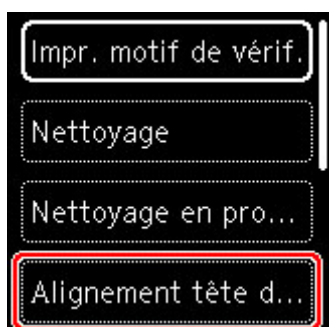 Impr. motif de vérif.
Nettoyage
Nettoyage en pro...
Alignement tête d...